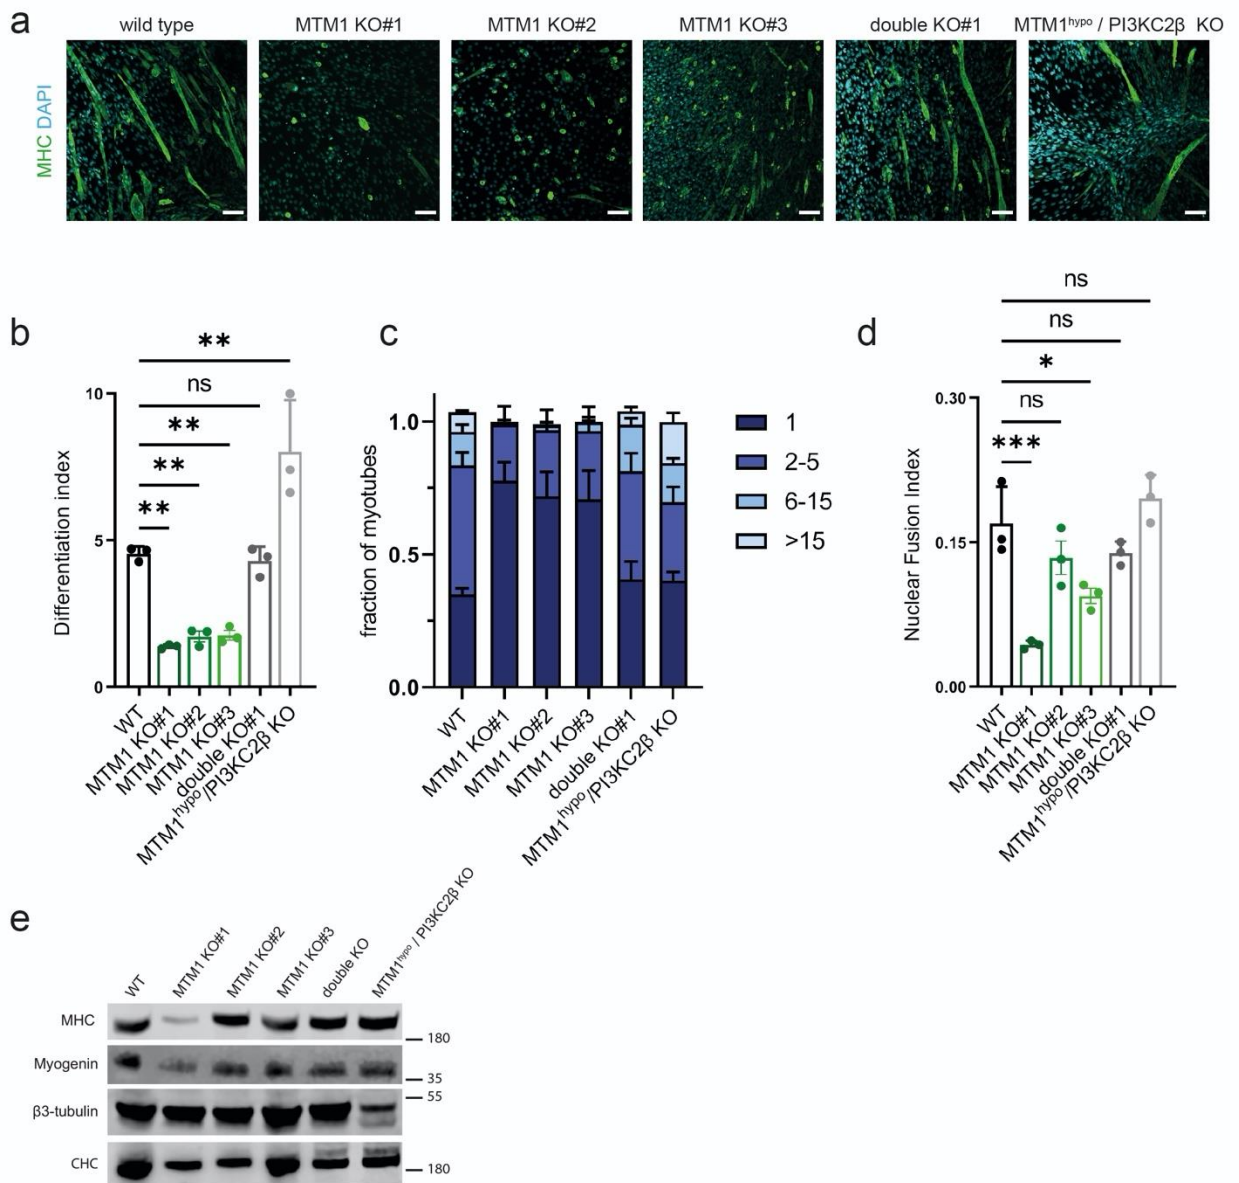 a
wild type
MTM1 KO#1
MTM1 KO#2
MTM1 KO#3
double KO#1
MTM1hypo / PI3KC2β KO
MHC DAPI
b
Differentiation index
10
5
0
**
ns
**
**
**
WT
MTM1 KO#1
MTM1 KO#2
MTM1 KO#3
double KO#1
MTM1hypo/PI3KC2β KO
c
fraction of myotubes
1.0
0.5
0.0
1
2-5
6-15
>15
WT
MTM1 KO#1
MTM1 KO#2
MTM1 KO#3
double KO#1
MTM1hypo/PI3KC2β KO
d
Nuclear Fusion Index
0.30
0.15
0.00
ns
ns
*
ns
***
WT
MTM1 KO#1
MTM1 KO#2
MTM1 KO#3
double KO#1
MTM1hypo/PI3KC2β KO
e
WT
MTM1 KO#1
MTM1 KO#2
MTM1 KO#3
double KO
MTM1hypo / PI3KC2β KO
MHC
180
Myogenin
35
β3-tubulin
55
CHC
180